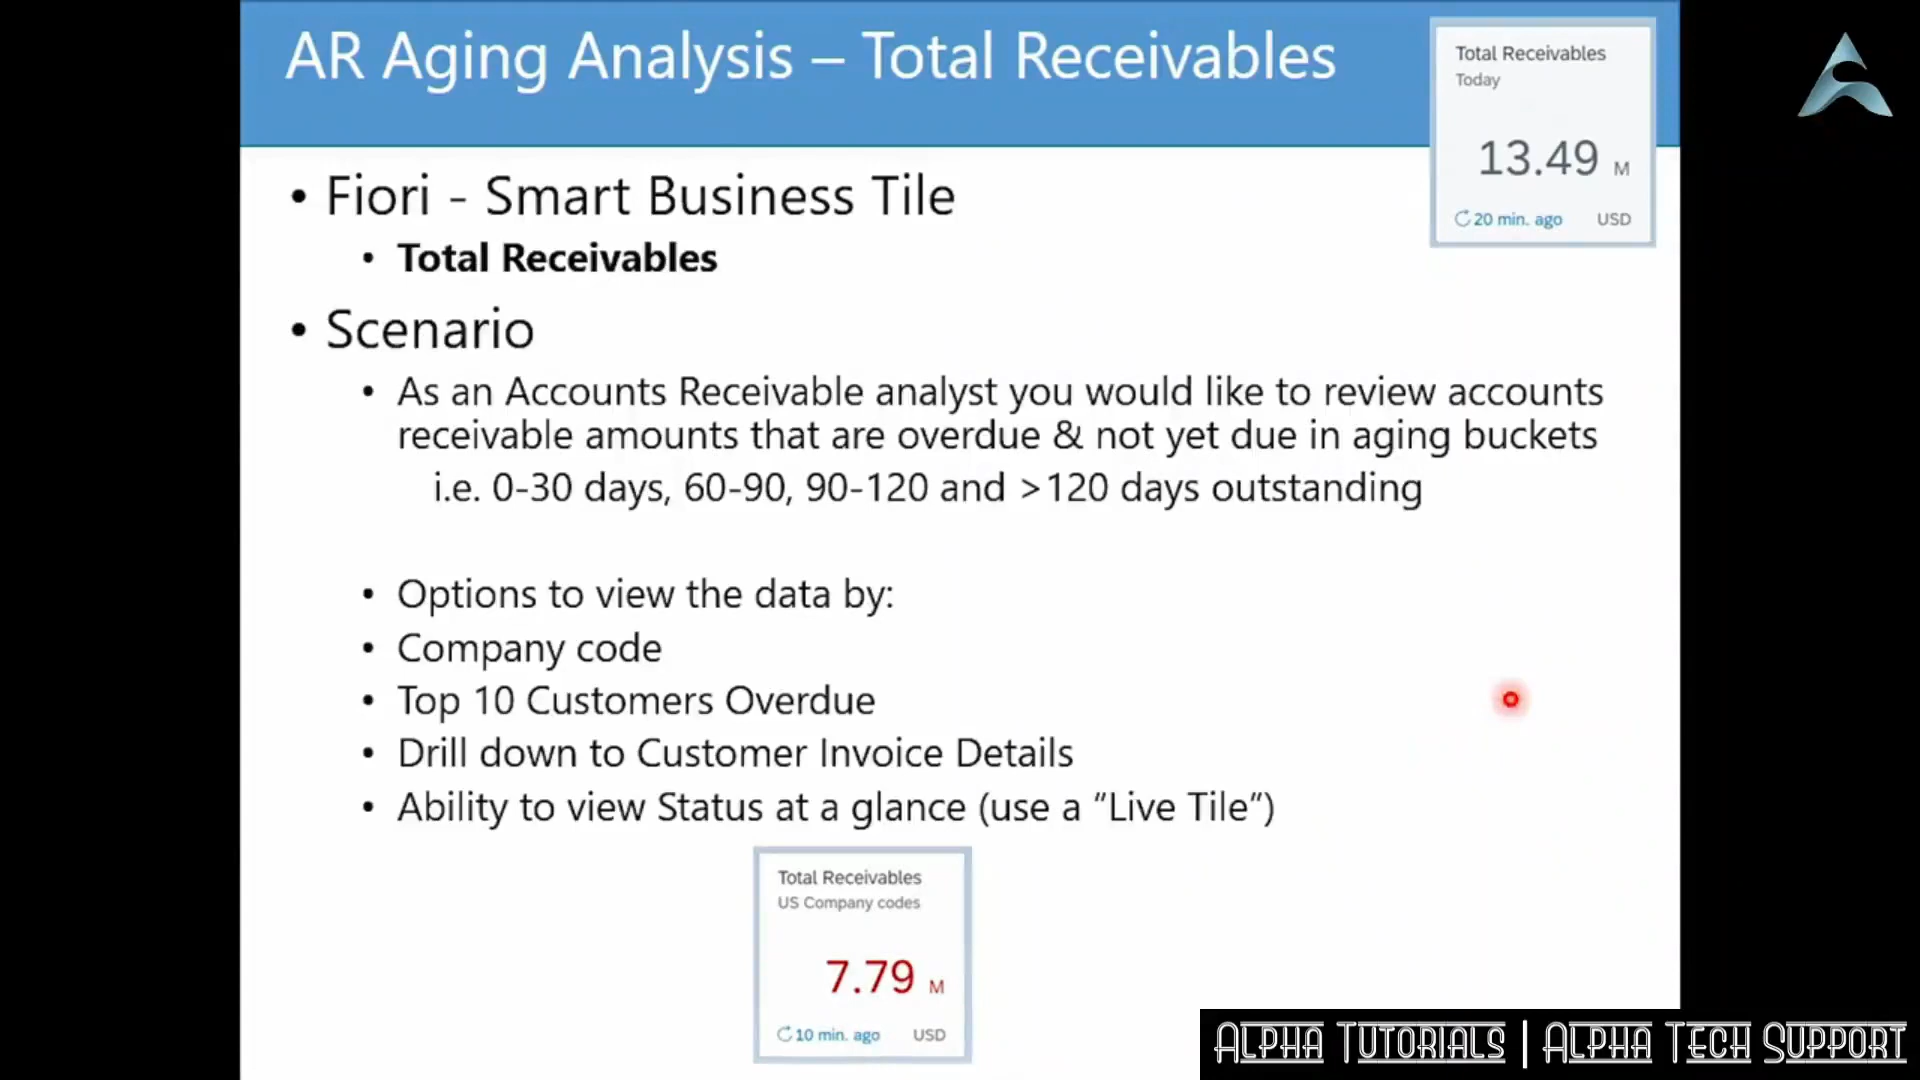 AR Aging Analysis – Total Receivables
Total Receivables
Today
13.49 M
20 min. ago USD
• Fiori - Smart Business Tile
• Total Receivables
• Scenario
• As an Accounts Receivable analyst you would like to review accounts
receivable amounts that are overdue & not yet due in aging buckets
i.e. 0-30 days, 60-90, 90-120 and >120 days outstanding
• Options to view the data by:
• Company code
• Top 10 Customers Overdue
• Drill down to Customer Invoice Details
• Ability to view Status at a glance (use a “Live Tile“)
Total Receivables
US Company codes
7.79 M
10 min. ago USD
Alpha Tutorials | Alpha Tech Support